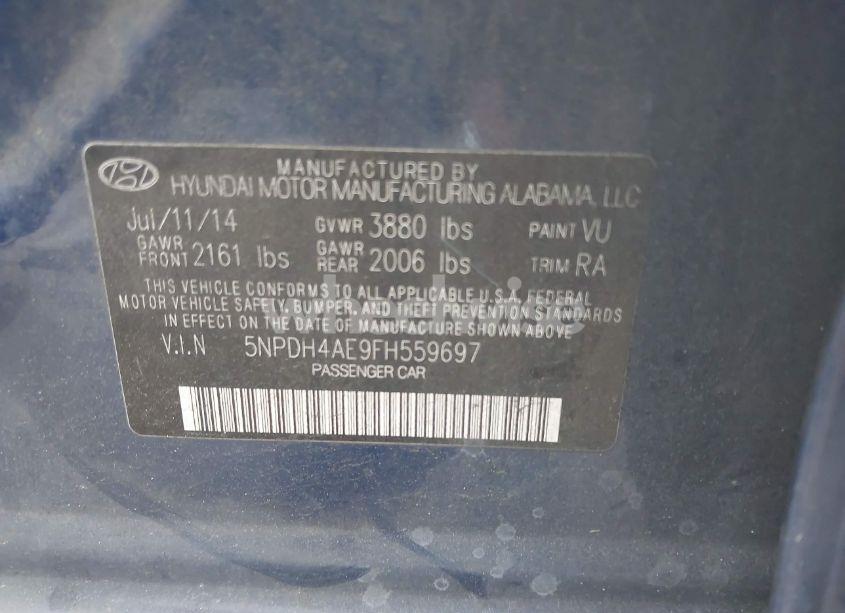 MANUFACTURED BY
HYUNDAI MOTOR MANUFACTURING ALABAMA, LLC
Jul/11/14 GVWR 3880 lbs PAINT VU
GAWR FRONT 2161 lbs GAWR REAR 2006 lbs TRIM RA
THIS VEHICLE CONFORMS TO ALL APPLICABLE U.S.A. FEDERAL
MOTOR VEHICLE SAFETY, BUMPER, AND THEFT PREVENTION STANDARDS
IN EFFECT ON THE DATE OF MANUFACTURE SHOWN ABOVE
V.I.N 5NPDH4AE9FH559697
PASSENGER CAR